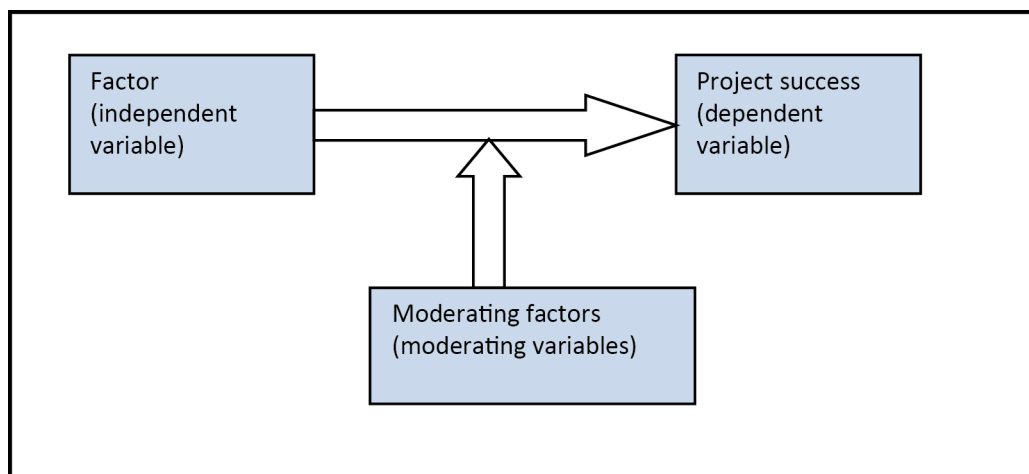 Factor
(independent
variable)
Project success
(dependent
variable)
Moderating factors
(moderating variables)